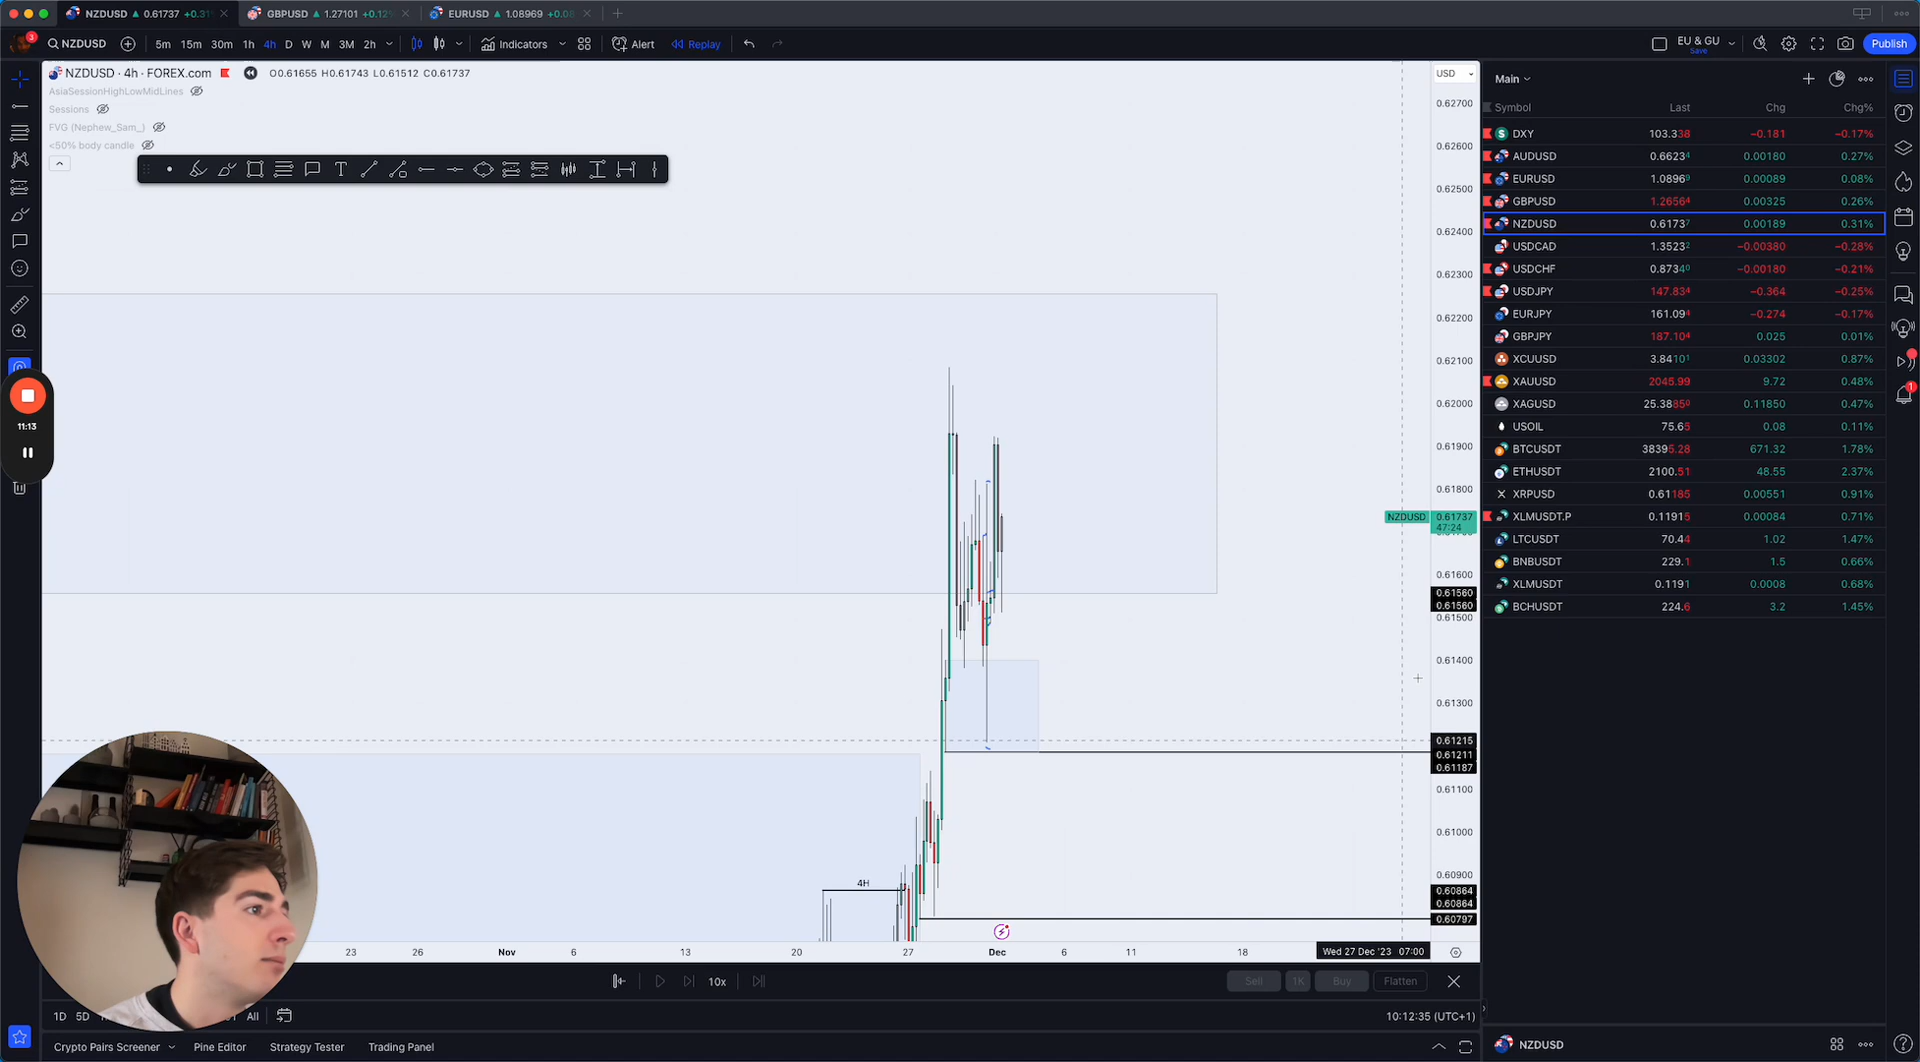 NZDUSD ▲ 0.61737 +0.31
GBPUSD ▲ 1.27101 +0.12
EURUSD ▲ 1.08969 +0.08
3
NZDUSD
5m 15m 30m 1h 4h D W M 3M 2h
Indicators
Alert
Replay
EU & GU
Save
Publish
NZDUSD · 4h · FOREX.com
O0.61655 H0.61743 L0.61512 C0.61737
AsiaSessionHighLowMidLines
Sessions
FVG (Nephew_Sam_)
<50% body candle
USD
0.62700
0.62600
0.62500
0.62400
0.62300
0.62200
0.62100
0.62000
0.61900
0.61800
NZDUSD 0.61737
47:24
0.61600
0.61560
0.61560
0.61500
0.61400
0.61300
0.61215
0.61211
0.61187
0.61100
0.61000
0.60900
0.60864
0.60864
0.60797
4H
11:13
23 26 Nov 6 13 20 27 Dec 6 11 18
Wed 27 Dec '23 07:00
10x
Sell 1K Buy Flatten
1D 5D All
10:12:35 (UTC+1)
Crypto Pairs Screener Pine Editor Strategy Tester Trading Panel
Main
Symbol Last Chg Chg%
DXY 103.338 −0.181 −0.17%
AUDUSD 0.66234 0.00180 0.27%
EURUSD 1.08969 0.00089 0.08%
GBPUSD 1.26564 0.00325 0.26%
NZDUSD 0.61737 0.00189 0.31%
USDCAD 1.35232 −0.00380 −0.28%
USDCHF 0.87340 −0.00180 −0.21%
USDJPY 147.834 −0.364 −0.25%
EURJPY 161.094 −0.274 −0.17%
GBPJPY 187.104 0.025 0.01%
XCUUSD 3.84101 0.03302 0.87%
XAUUSD 2045.99 9.72 0.48%
XAGUSD 25.38850 0.11850 0.47%
USOIL 75.65 0.08 0.11%
BTCUSDT 38395.28 671.32 1.78%
ETHUSDT 2100.51 48.55 2.37%
XRPUSD 0.61185 0.00551 0.91%
XLMUSDT.P 0.11915 0.00084 0.71%
LTCUSDT 70.44 1.02 1.47%
BNBUSDT 229.1 1.5 0.66%
XLMUSDT 0.1191 0.0008 0.68%
BCHUSDT 224.6 3.2 1.45%
1
NZDUSD